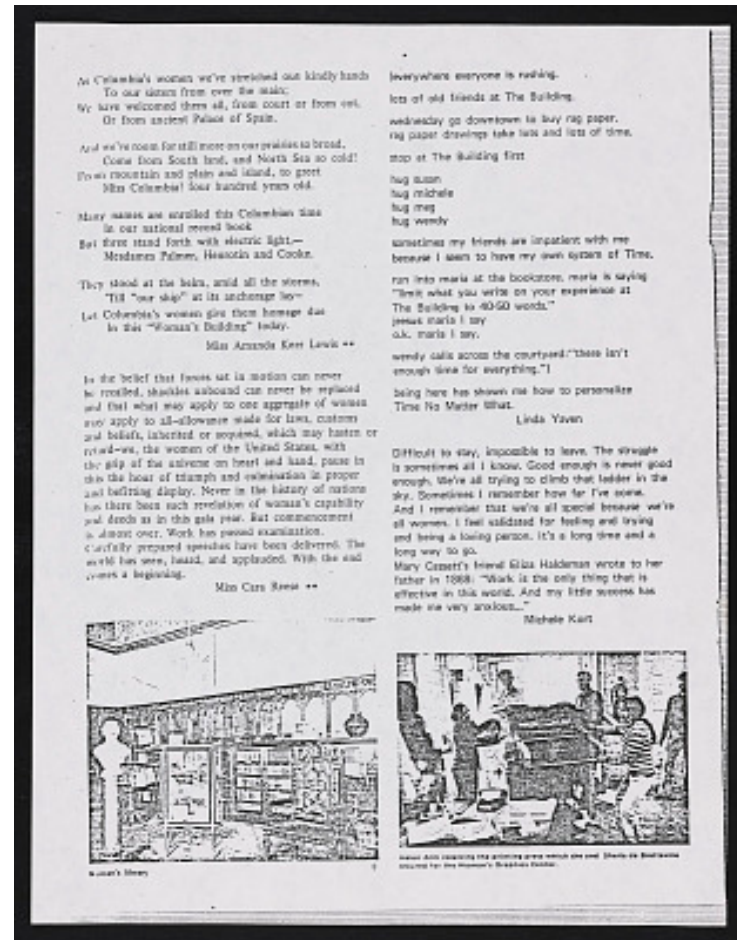 As Columbia's women we've stretched out kindly hands
To our sisters from over the main;
We have welcomed them all, from court or from cot,
Or from ancient Palace of Spain.
And we've room for still more on our prairies so broad,
Come from South land, and North Sea so cold!
From mountain and plain and island, to greet
Miss Columbia! four hundred years old.
Many names are enrolled this Columbian time
In our national record book
But three stand forth with electric light,—
Mesdames Palmer, Henrotin and Cooke.
They stood at the helm, amid all the storms,
'Till "our ship" at its anchorage lay—
Let Columbia's women give them homage due
In this "Woman's Building" today.
Miss Amanda Kerr Lewis **
In the belief that forces set in motion can never
be recalled, shackles unbound can never be replaced
and that what may apply to one aggregate of women
may apply to all—allowance made for laws, customs
and beliefs, inherited or acquired, which may hasten or
retard—we, the women of the United States, with
the grip of the universe on heart and hand, pause in
this the hour of triumph and culmination in proper
and befitting display. Never in the history of nations
has there been such revelation of woman's capability
and deeds as in this gala year. But commencement
is almost over. Work has passed examination.
Carefully prepared speeches have been delivered. The
world has seen, heard, and applauded. With the end
comes a beginning.
Miss Cara Reese **
everywhere everyone is rushing.
lots of old friends at The Building.
wednesday go downtown to buy rag paper.
rag paper drawings take lots and lots of time.
stop at The Building first
hug susan
hug michele
hug meg
hug wendy
sometimes my friends are impatient with me
because I seem to have my own system of Time.
run into maria at the bookstore. maria is saying
"limit what you write on your experience at
The Building to 40-50 words."
jeesus maria I say
o.k. maria I say.
wendy calls across the courtyard:"there isn't
enough time for everything."]
being here has shown me how to personalize
Time No Matter What.
Linda Yaven
Difficult to stay, impossible to leave. The struggle
is sometimes all I know. Good enough is never good
enough. We're all trying to climb that ladder in the
sky. Sometimes I remember how far I've come.
And I remember that we're all special because we're
all women. I feel validated for feeling and trying
and being a loving person. It's a long time and a
long way to go.
Mary Cassett's friend Eliza Haldeman wrote to her
father in 1868: "Work is the only thing that is
effective in this world. And my little success has
made me very anxious..."
Michele Kort
library
the printing press which she and Sheila de Bretteville
for the Woman's Graphics Center.